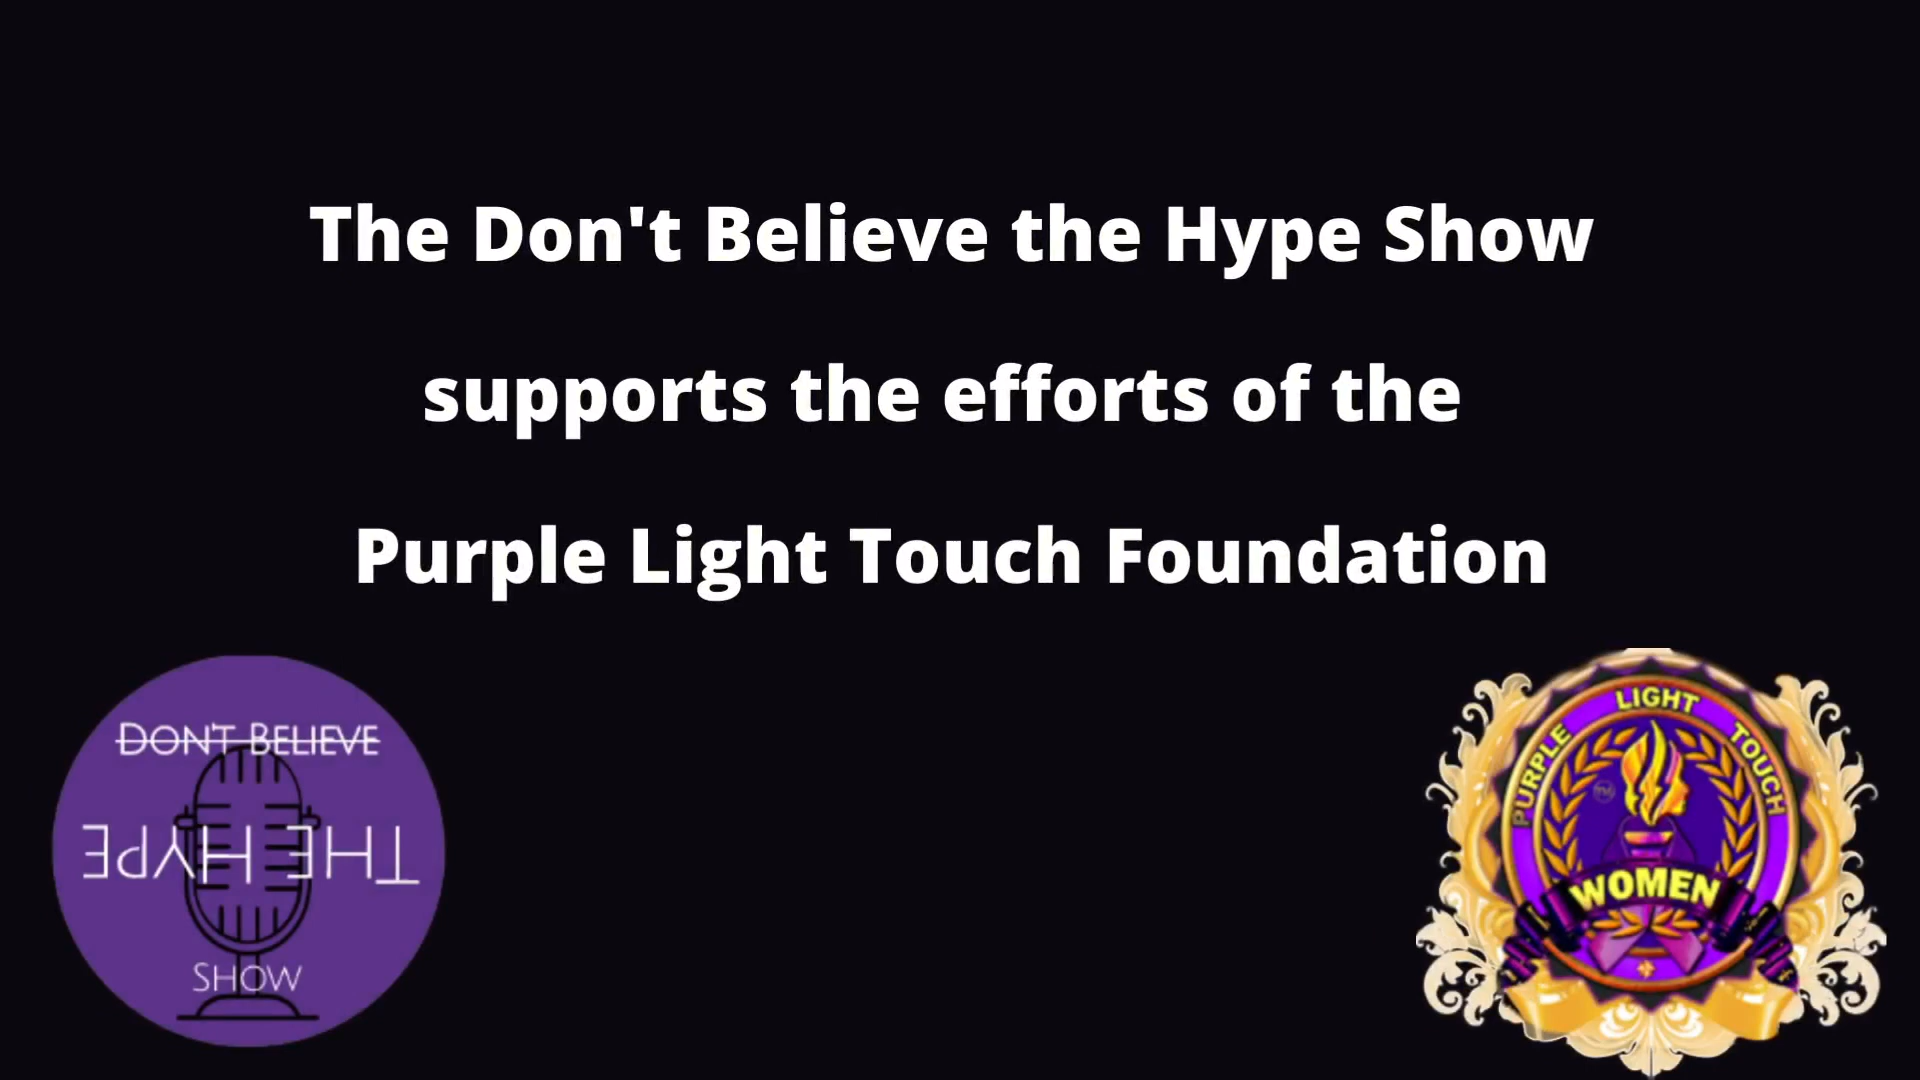 The Don't Believe the Hype Show
supports the efforts of the
Purple Light Touch Foundation
DON'T BELIEVE
THE HYPE
SHOW
PURPLE LIGHT TOUCH
TM
WOMEN